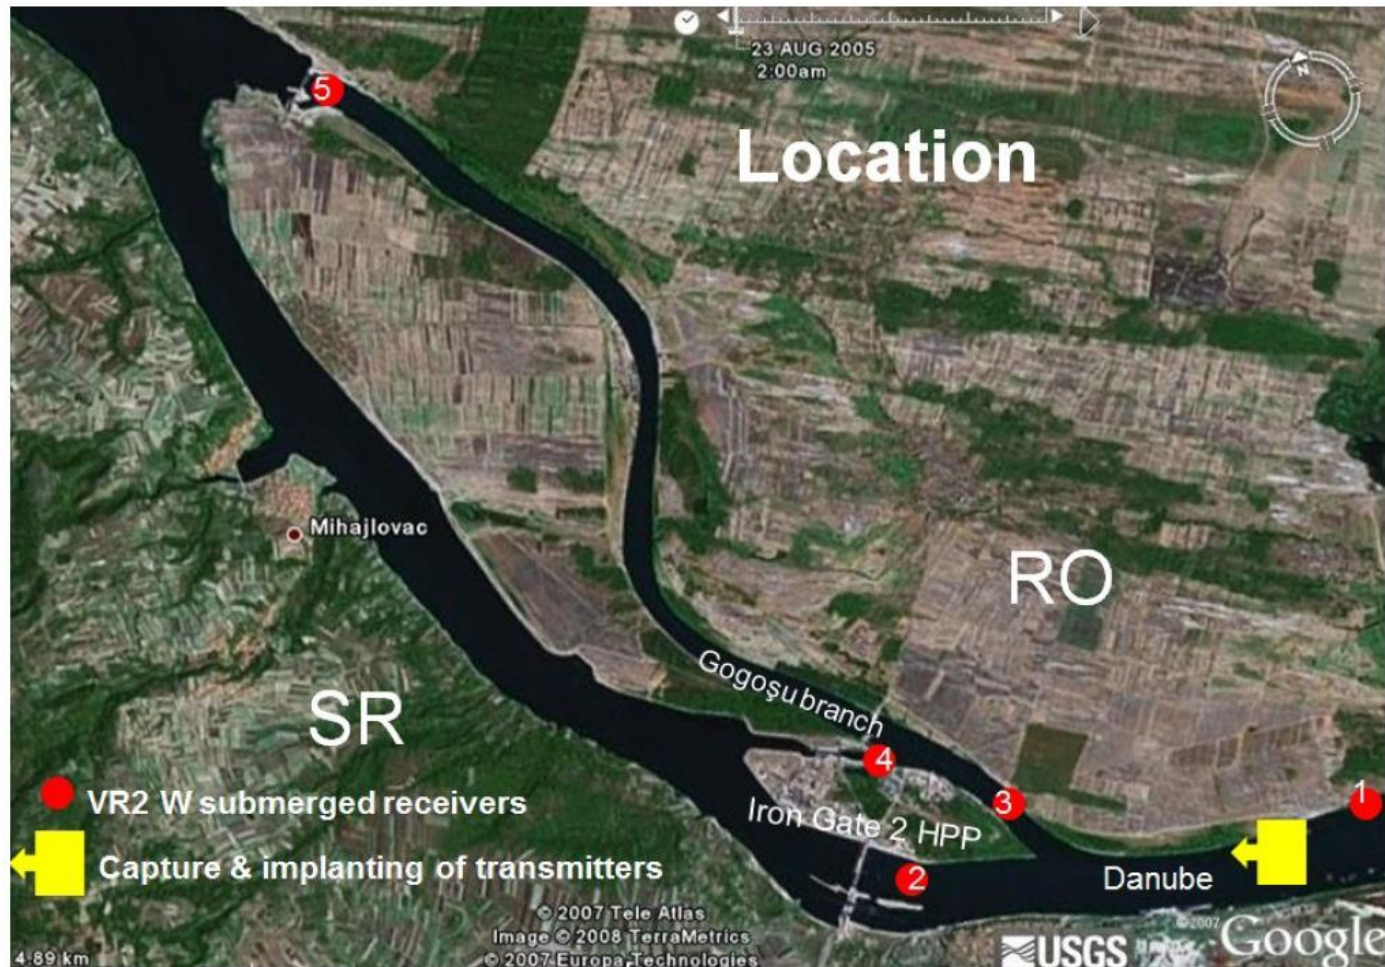 23 AUG 2005
2:00am
N
5
Location
Mihajlovac
RO
Gogoşu branch
SR
4
3
1
VR2 W submerged receivers
Iron Gate 2 HPP
Capture & implanting of transmitters
2
Danube
© 2007 Tele Atlas
Image © 2008 TerraMetrics
© 2007 Europa Technologies
©2007 Google
USGS
4.89 km